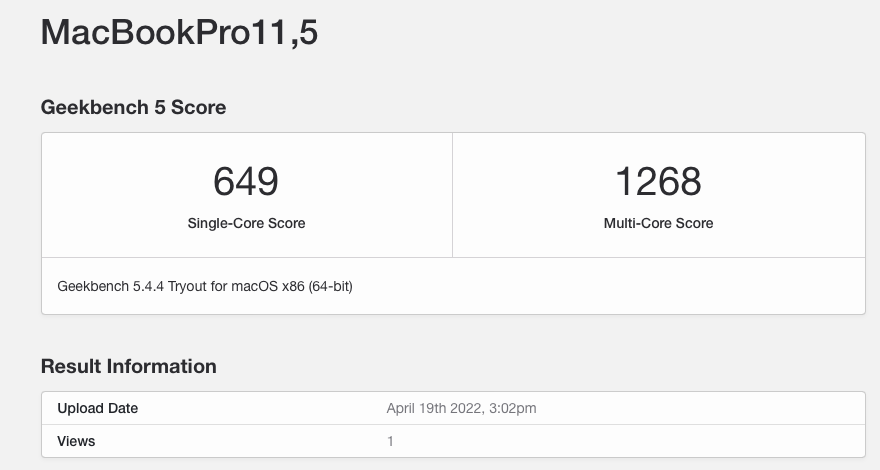 MacBookPro11,5
Geekbench 5 Score
649 1268
Single-Core Score Multi-Core Score
Geekbench 5.4.4 Tryout for macOS x86 (64-bit)
Result Information
Upload Date April 19th 2022, 3:02pm
Views 1